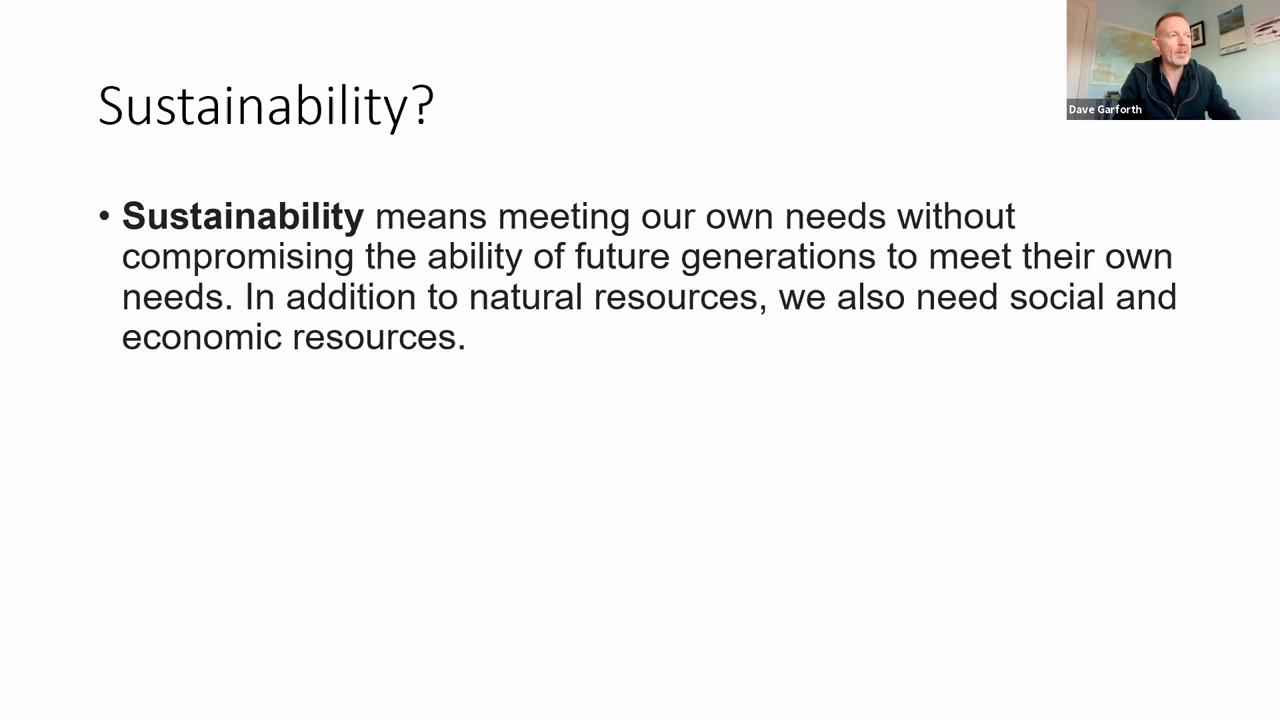 Sustainability?
• Sustainability means meeting our own needs without
compromising the ability of future generations to meet their own
needs. In addition to natural resources, we also need social and
economic resources.
Dave Garforth